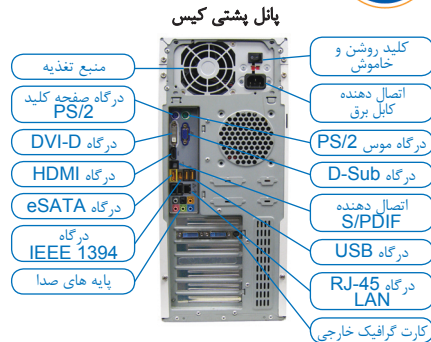 پانل پشتی کیس
کلید روشن و
خاموش
اتصال دهنده
کابل برق
درگاه موس PS/2
درگاه D-Sub
اتصال دهنده
S/PDIF
درگاه USB
درگاه RJ-45
LAN
کارت گرافیک خارجی
منبع تغذیه
درگاه صفحه کلید
PS/2
درگاه DVI-D
درگاه HDMI
درگاه eSATA
درگاه
IEEE 1394
پایه های صدا